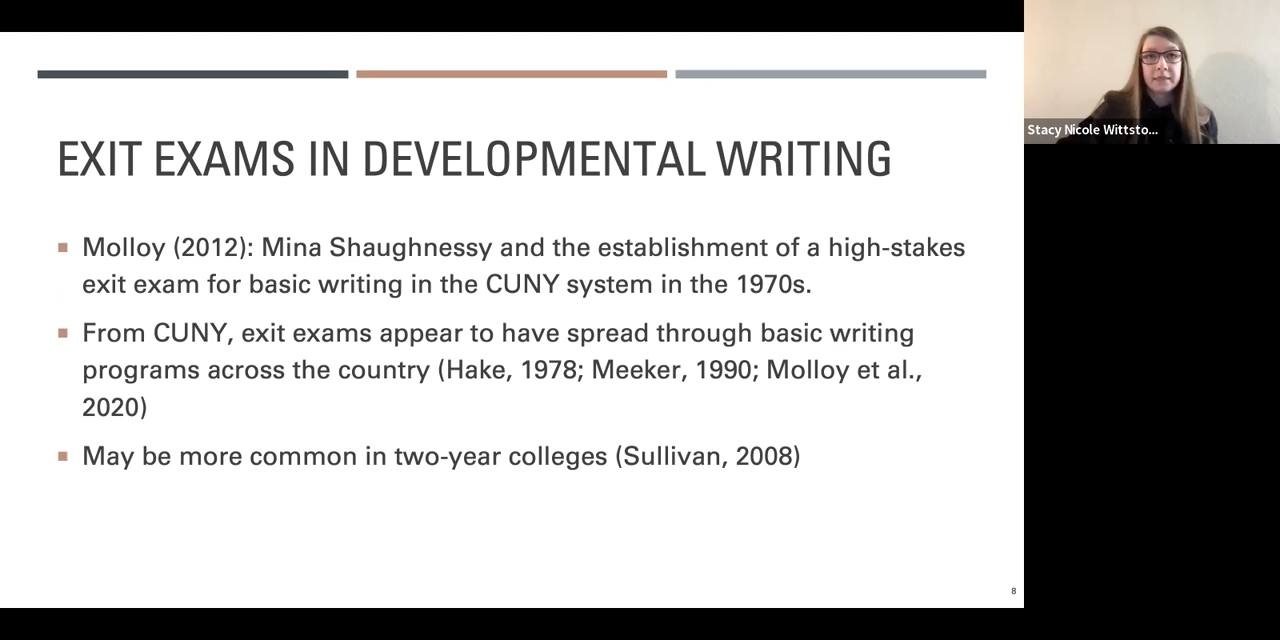 EXIT EXAMS IN DEVELOPMENTAL WRITING
Molloy (2012): Mina Shaughnessy and the establishment of a high-stakes
exit exam for basic writing in the CUNY system in the 1970s.
From CUNY, exit exams appear to have spread through basic writing
programs across the country (Hake, 1978; Meeker, 1990; Molloy et al.,
2020)
May be more common in two-year colleges (Sullivan, 2008)
8
Stacy Nicole Wittsto...